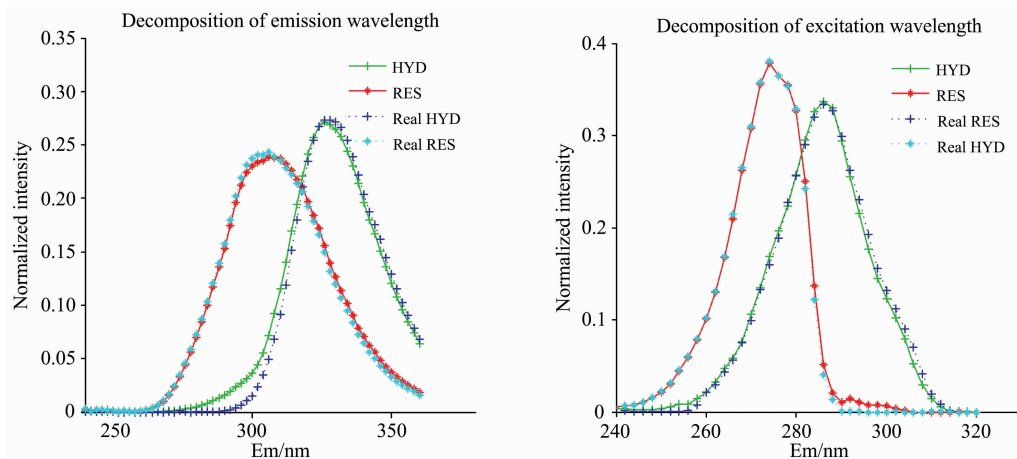 Decomposition of emission wavelength
0.35
0.30
0.25
0.20
0.15
0.10
0.05
0
Normalized intensity
HYD
RES
Real HYD
Real RES
250
300
350
Em/nm
Decomposition of excitation wavelength
0.4
0.3
0.2
0.1
0
Normalized intensity
HYD
RES
Real RES
Real HYD
240
260
280
300
320
Em/nm